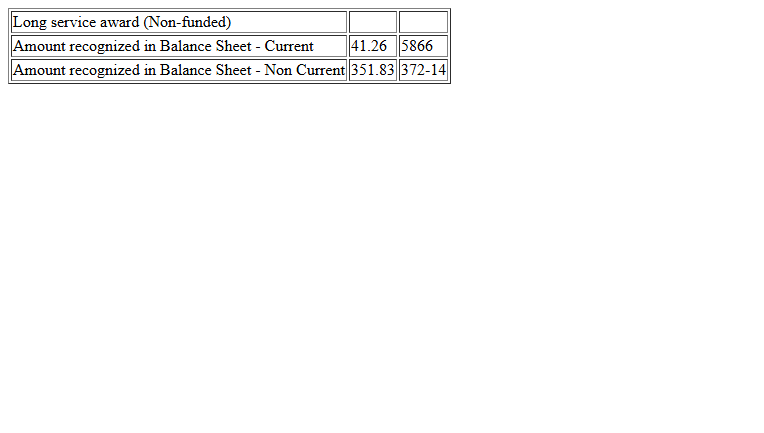 Long service award (Non-funded)
Amount recognized in Balance Sheet - Current 41.26 5866
Amount recognized in Balance Sheet - Non Current 351.83 372-14